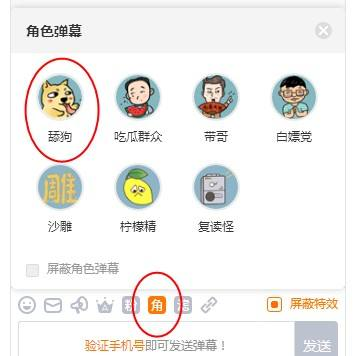 角色弹幕
舔狗 吃瓜群众 带哥 白嫖党
雕
沙雕 柠檬精 复读怪
屏蔽角色弹幕
粉 角 屏蔽特效
验证手机号即可发送弹幕！ 发送